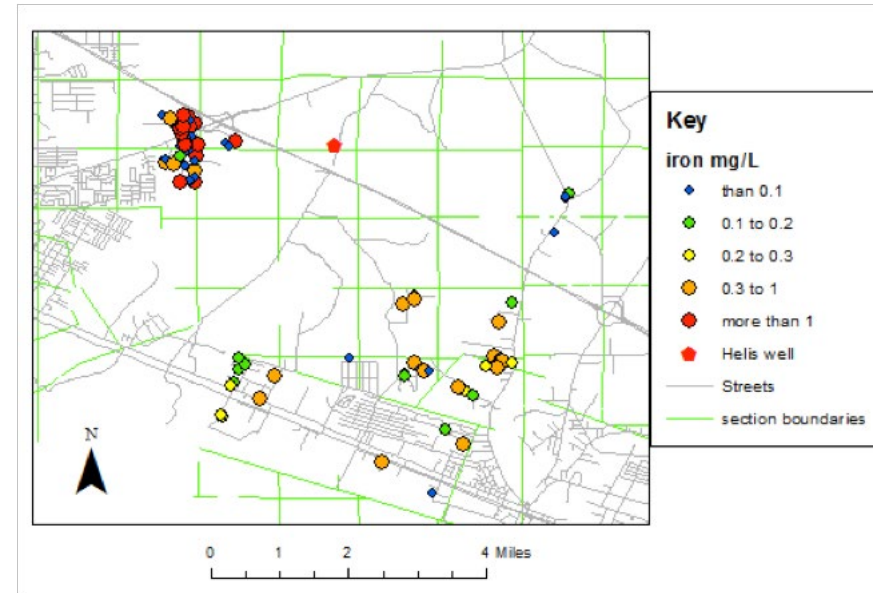 Key
iron mg/L
than 0.1
0.1 to 0.2
0.2 to 0.3
0.3 to 1
more than 1
Helis well
Streets
section boundaries
N
0 1 2 4 Miles